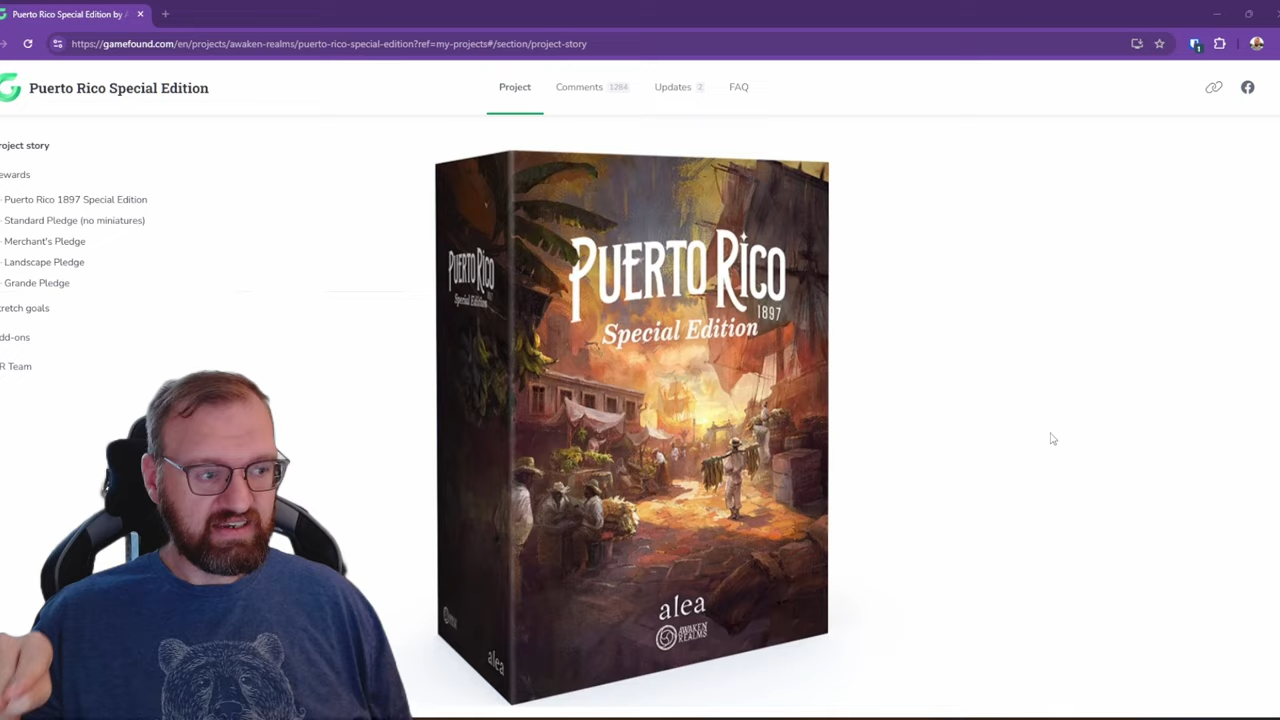 Puerto Rico Special Edition by A
https://gamefound.com/en/projects/awaken-realms/puerto-rico-special-edition?ref=my-projects#/section/project-story
1
Puerto Rico Special Edition
Project
Comments 1284
Updates 2
FAQ
roject story
ewards
Puerto Rico 1897 Special Edition
Standard Pledge (no miniatures)
Merchant's Pledge
Landscape Pledge
Grande Pledge
tretch goals
dd-ons
R Team
PUERTO RICO
Special Edition
alea
PUERTO RICO
1897
Special Edition
alea
AWAKEN
REALMS